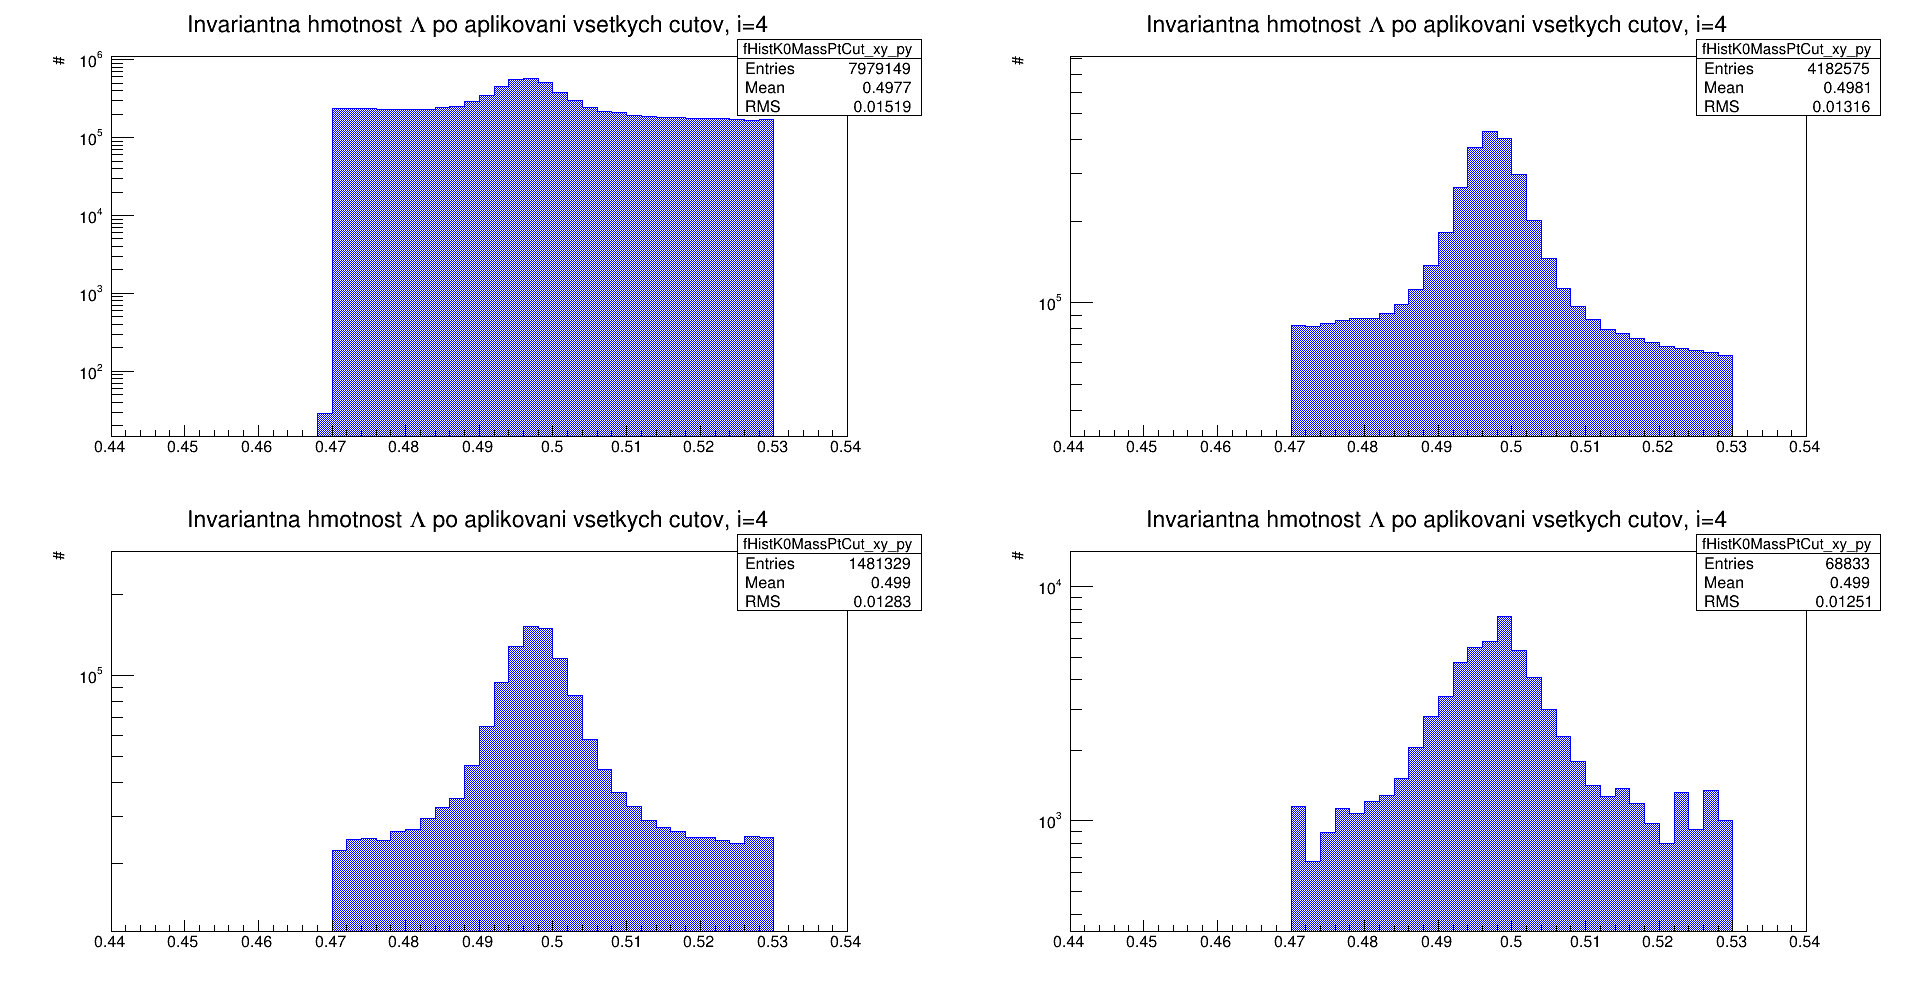 Invariantna hmotnost Λ po aplikovani vsetkych cutov, i=4
#
fHistK0MassPtCut_xy_py
Entries 7979149
Mean 0.4977
RMS 0.01519
10^6
10^5
10^4
10^3
10^2
0.44 0.45 0.46 0.47 0.48 0.49 0.5 0.51 0.52 0.53 0.54
Invariantna hmotnost Λ po aplikovani vsetkych cutov, i=4
#
fHistK0MassPtCut_xy_py
Entries 4182575
Mean 0.4981
RMS 0.01316
10^5
0.44 0.45 0.46 0.47 0.48 0.49 0.5 0.51 0.52 0.53 0.54
Invariantna hmotnost Λ po aplikovani vsetkych cutov, i=4
#
fHistK0MassPtCut_xy_py
Entries 1481329
Mean 0.499
RMS 0.01283
10^5
0.44 0.45 0.46 0.47 0.48 0.49 0.5 0.51 0.52 0.53 0.54
Invariantna hmotnost Λ po aplikovani vsetkych cutov, i=4
#
fHistK0MassPtCut_xy_py
Entries 68833
Mean 0.499
RMS 0.01251
10^4
10^3
0.44 0.45 0.46 0.47 0.48 0.49 0.5 0.51 0.52 0.53 0.54